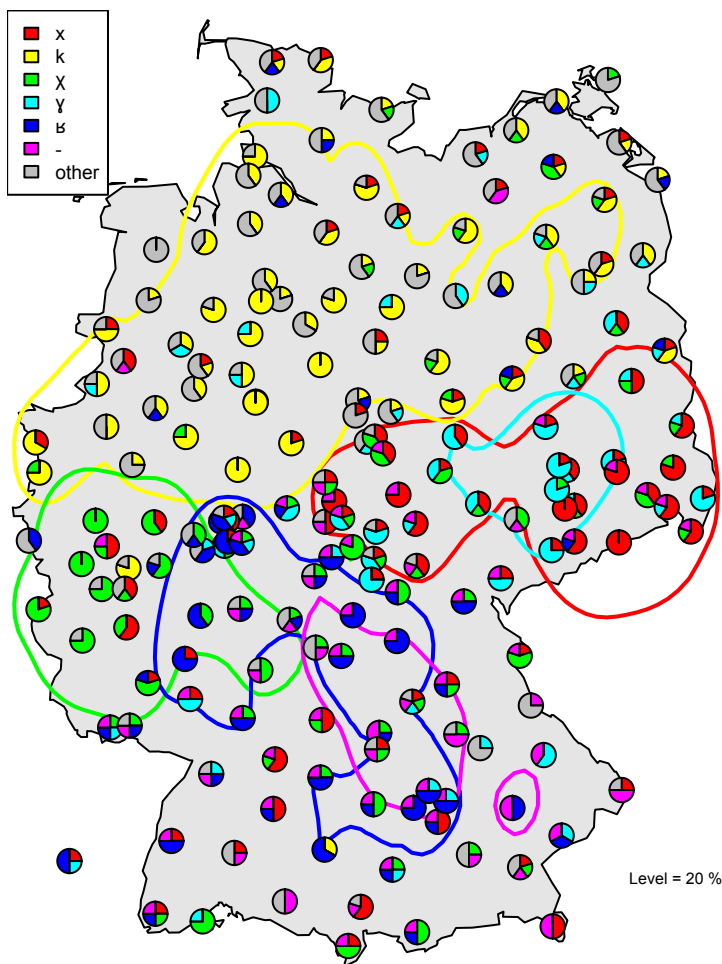 x
k
χ
ɣ
ʁ
-
other
Level = 20 %